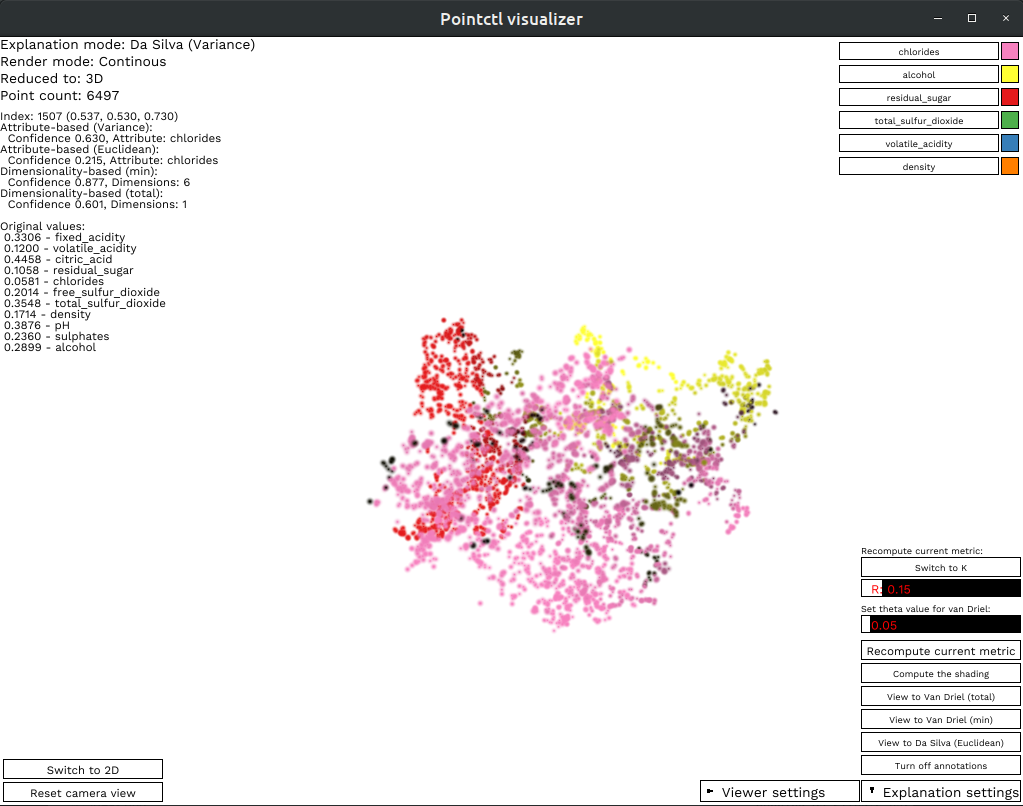 Pointctl visualizer
Explanation mode: Da Silva (Variance)
Render mode: Continous
Reduced to: 3D
Point count: 6497
Index: 1507 (0.537, 0.530, 0.730)
Attribute-based (Variance):
Confidence 0.630, Attribute: chlorides
Attribute-based (Euclidean):
Confidence 0.215, Attribute: chlorides
Dimensionality-based (min):
Confidence 0.877, Dimensions: 6
Dimensionality-based (total):
Confidence 0.601, Dimensions: 1
Original values:
0.3306 - fixed_acidity
0.1200 - volatile_acidity
0.4458 - citric_acid
0.1058 - residual_sugar
0.0581 - chlorides
0.2014 - free_sulfur_dioxide
0.3548 - total_sulfur_dioxide
0.1714 - density
0.3876 - pH
0.2360 - sulphates
0.2899 - alcohol
chlorides
alcohol
residual_sugar
total_sulfur_dioxide
volatile_acidity
density
Recompute current metric:
Switch to K
R: 0.15
Set theta value for van Driel:
0.05
Recompute current metric
Compute the shading
View to Van Driel (total)
View to Van Driel (min)
View to Da Silva (Euclidean)
Turn off annotations
Switch to 2D
Reset camera view
Viewer settings
Explanation settings